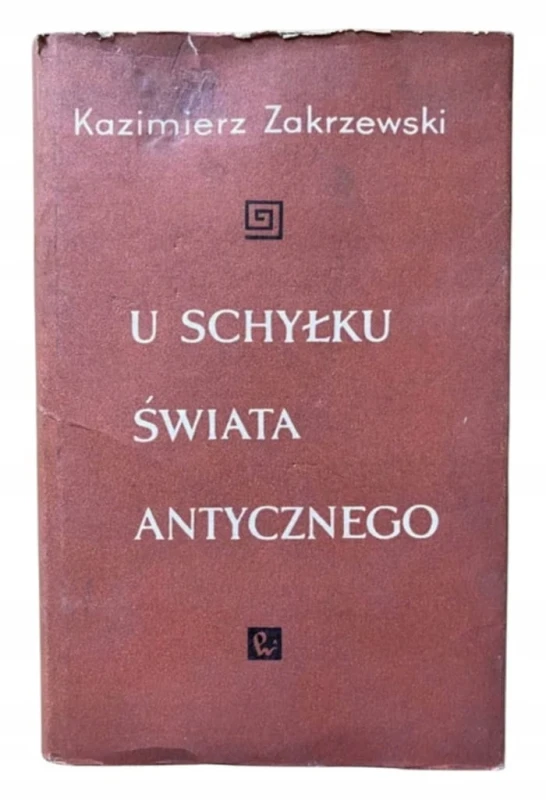 Kazimierz Zakrzewski
U SCHYŁKU
ŚWIATA
ANTYCZNEGO